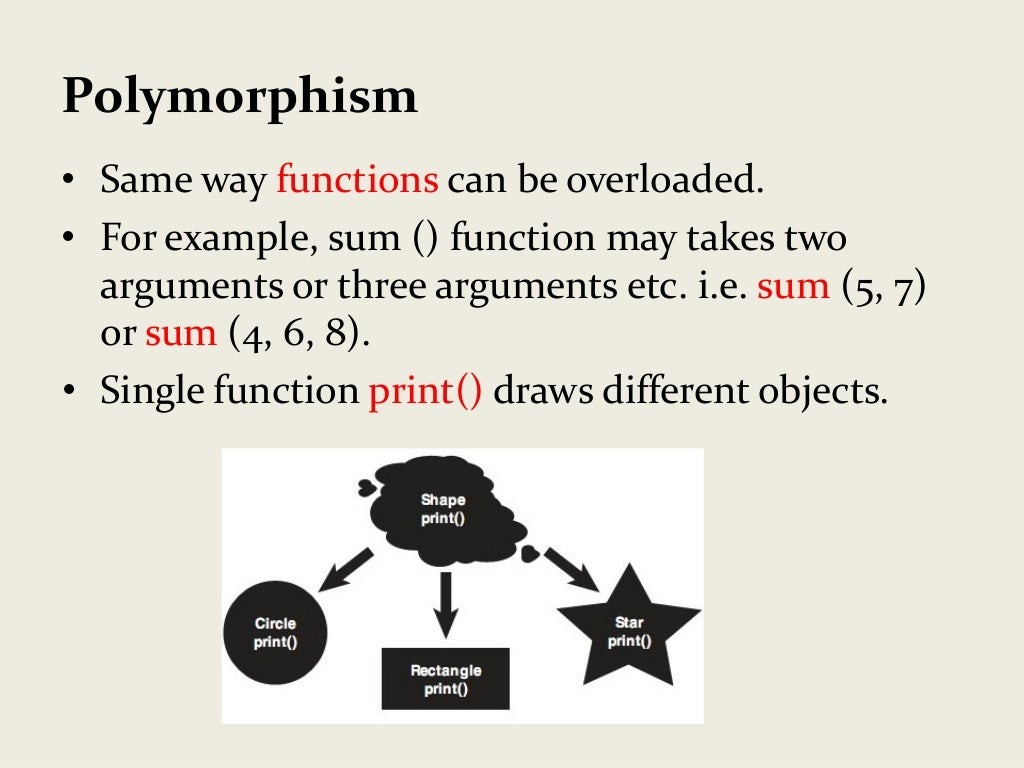 Polymorphism
• Same way functions can be overloaded.
• For example, sum () function may takes two
arguments or three arguments etc. i.e. sum (5, 7)
or sum (4, 6, 8).
• Single function print() draws different objects.
Shape
print()
Circle
print()
Rectangle
print()
Star
print()